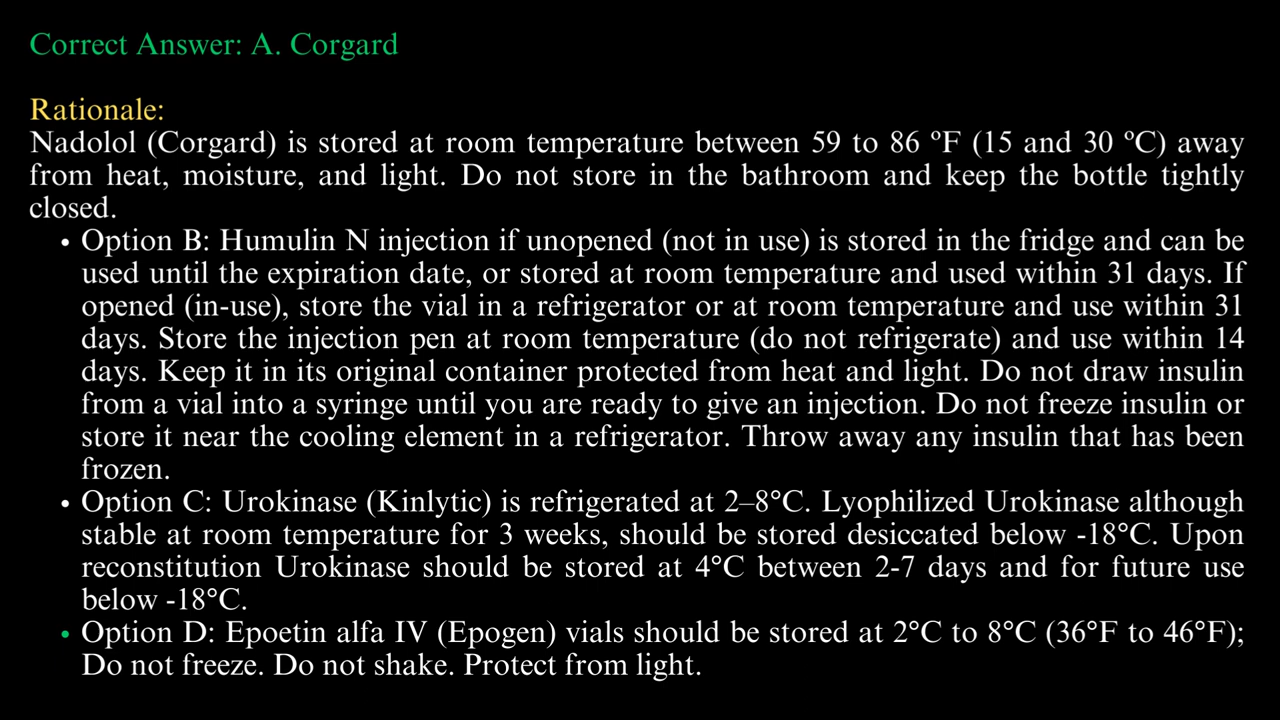 Correct Answer: A. Corgard
Rationale:
Nadolol (Corgard) is stored at room temperature between 59 to 86 ºF (15 and 30 ºC) away
from heat, moisture, and light. Do not store in the bathroom and keep the bottle tightly
closed.
• Option B: Humulin N injection if unopened (not in use) is stored in the fridge and can be
used until the expiration date, or stored at room temperature and used within 31 days. If
opened (in-use), store the vial in a refrigerator or at room temperature and use within 31
days. Store the injection pen at room temperature (do not refrigerate) and use within 14
days. Keep it in its original container protected from heat and light. Do not draw insulin
from a vial into a syringe until you are ready to give an injection. Do not freeze insulin or
store it near the cooling element in a refrigerator. Throw away any insulin that has been
frozen.
• Option C: Urokinase (Kinlytic) is refrigerated at 2–8°C. Lyophilized Urokinase although
stable at room temperature for 3 weeks, should be stored desiccated below -18°C. Upon
reconstitution Urokinase should be stored at 4°C between 2-7 days and for future use
below -18°C.
• Option D: Epoetin alfa IV (Epogen) vials should be stored at 2°C to 8°C (36°F to 46°F);
Do not freeze. Do not shake. Protect from light.